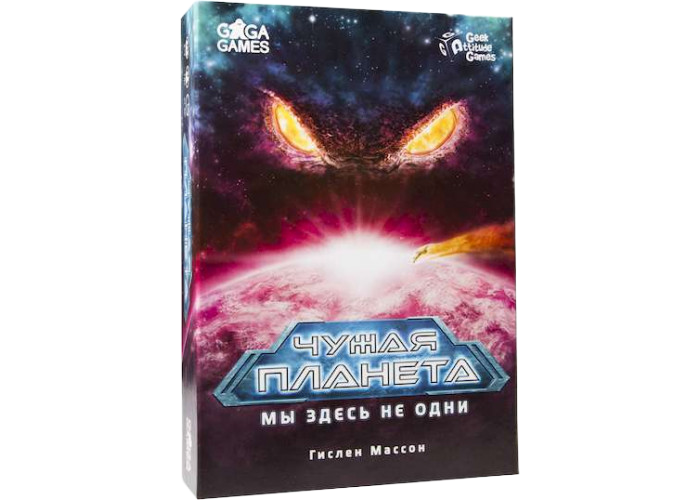 GAGA
GAMES
Geek
Attitude
Games
ЧУЖАЯ
ПЛАНЕТА
МЫ ЗДЕСЬ НЕ ОДНИ
Гислен Массон